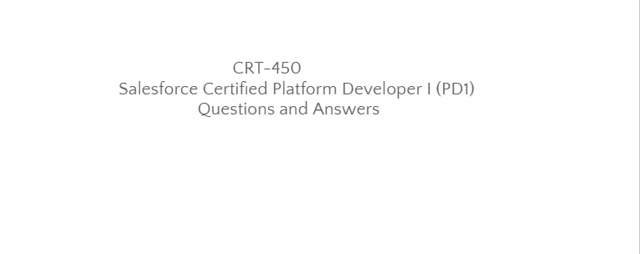 CRT-450
Salesforce Certified Platform Developer I (PD1)
Questions and Answers